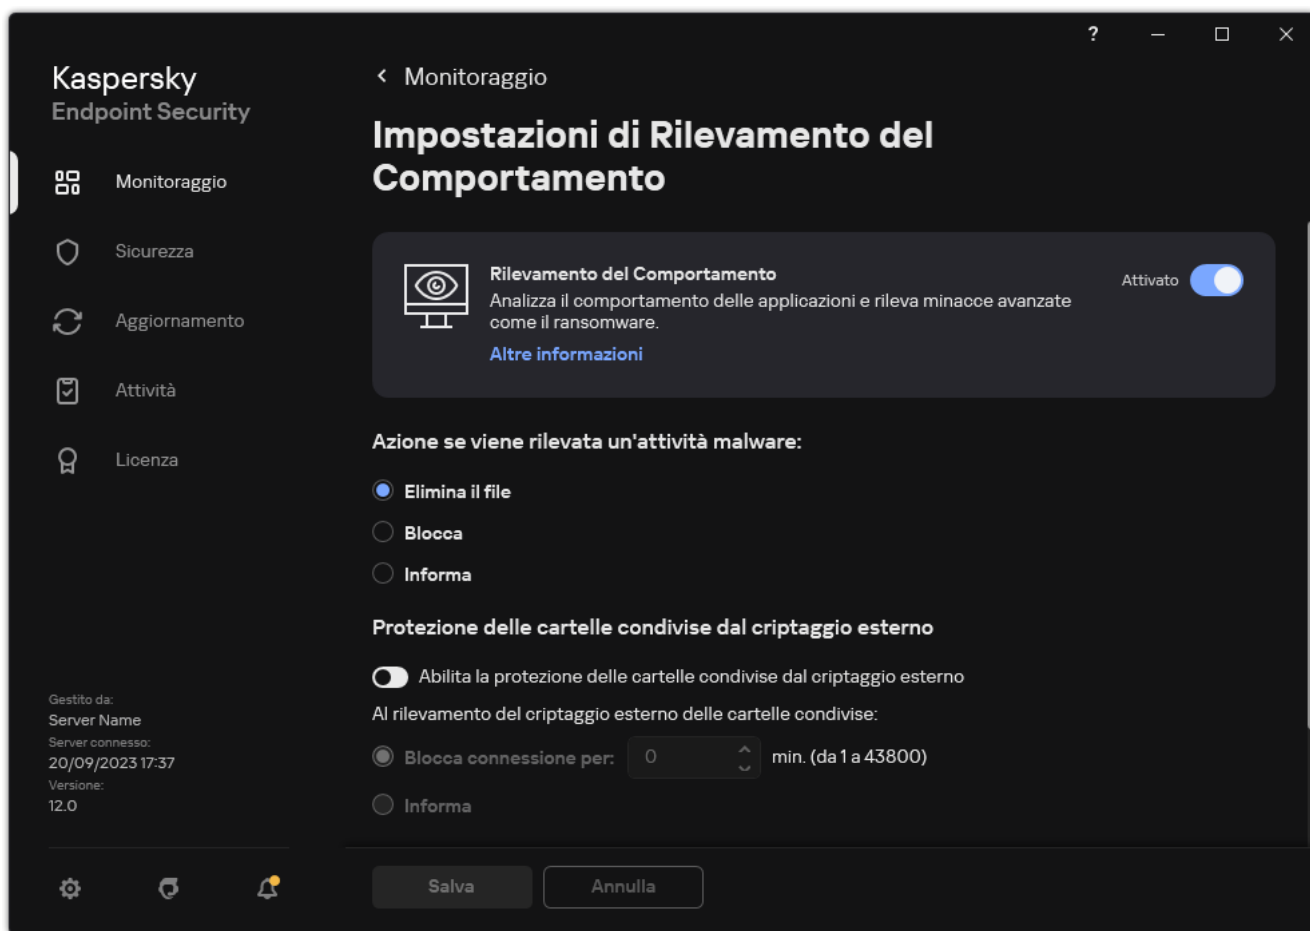 ?
Kaspersky
Endpoint Security
Monitoraggio
Sicurezza
Aggiornamento
Attività
Licenza
Gestito da:
Server Name
Server connesso:
20/09/2023 17:37
Versione:
12.0
Monitoraggio
Impostazioni di Rilevamento del
Comportamento
Rilevamento del Comportamento
Analizza il comportamento delle applicazioni e rileva minacce avanzate
come il ransomware.
Altre informazioni
Attivato
Azione se viene rilevata un'attività malware:
Elimina il file
Blocca
Informa
Protezione delle cartelle condivise dal criptaggio esterno
Abilita la protezione delle cartelle condivise dal criptaggio esterno
Al rilevamento del criptaggio esterno delle cartelle condivise:
Blocca connessione per: 0 min. (da 1 a 43800)
Informa
Salva Annulla